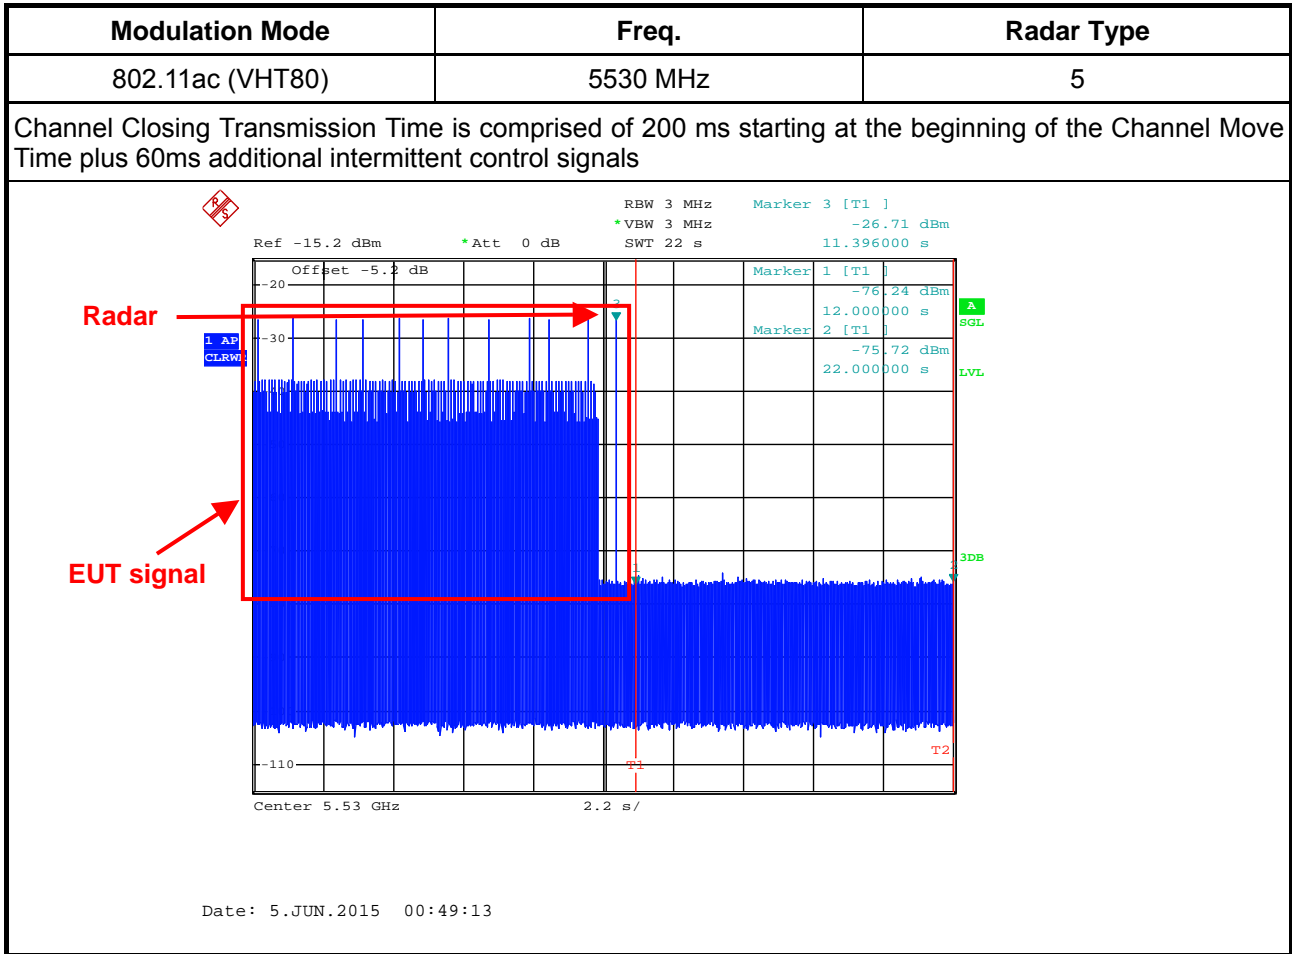 Modulation Mode Freq. Radar Type
802.11ac (VHT80) 5530 MHz 5
Channel Closing Transmission Time is comprised of 200 ms starting at the beginning of the Channel Move
Time plus 60ms additional intermittent control signals
R S
RBW 3 MHz Marker 3 [T1 ]
*VBW 3 MHz -26.71 dBm
Ref -15.2 dBm *Att 0 dB SWT 22 s 11.396000 s
Offset -5.2 dB Marker 1 [T1 ]
-20 -76.24 dBm
12.000000 s A
SGL
Radar
Marker 2 [T1 ]
1 AP -30
CLRWR -75.72 dBm
22.000000 s LVL
3DB
1 2
EUT signal
T2
-110 T1
Center 5.53 GHz 2.2 s/
Date: 5.JUN.2015 00:49:13